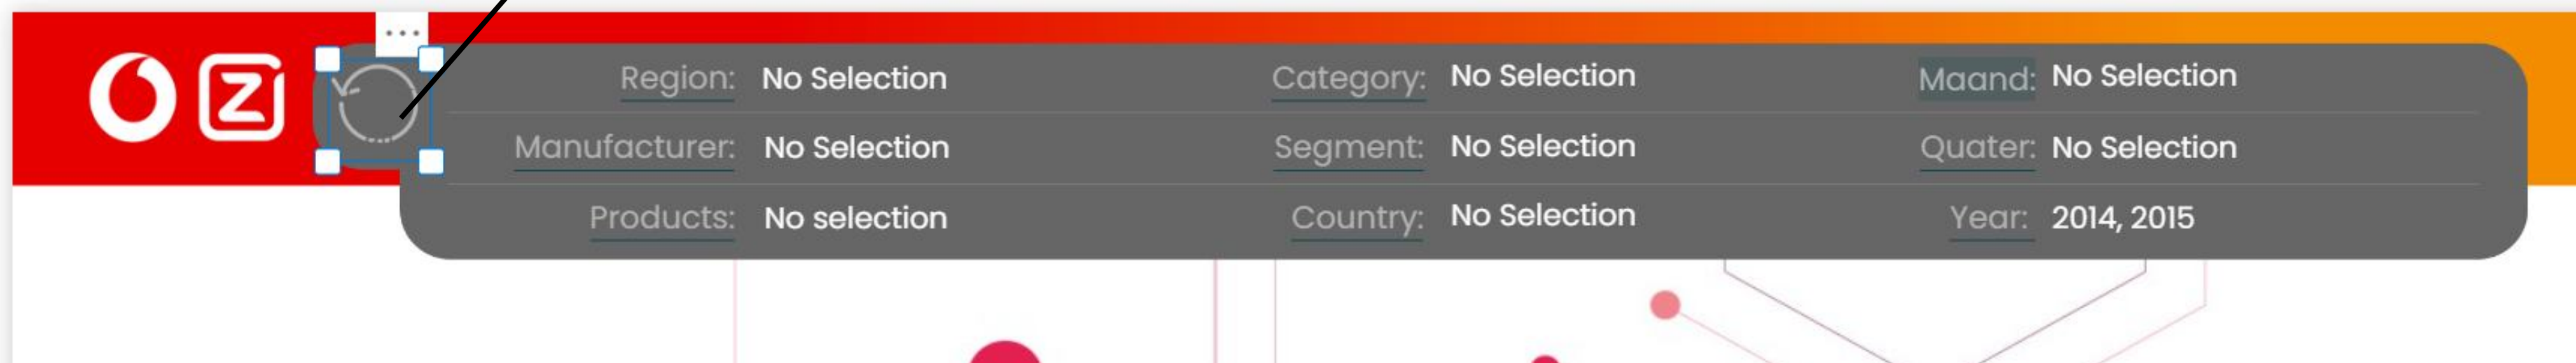 Region: No Selection Category: No Selection Maand: No Selection
Manufacturer: No Selection Segment: No Selection Quater: No Selection
Products: No selection Country: No Selection Year: 2014, 2015